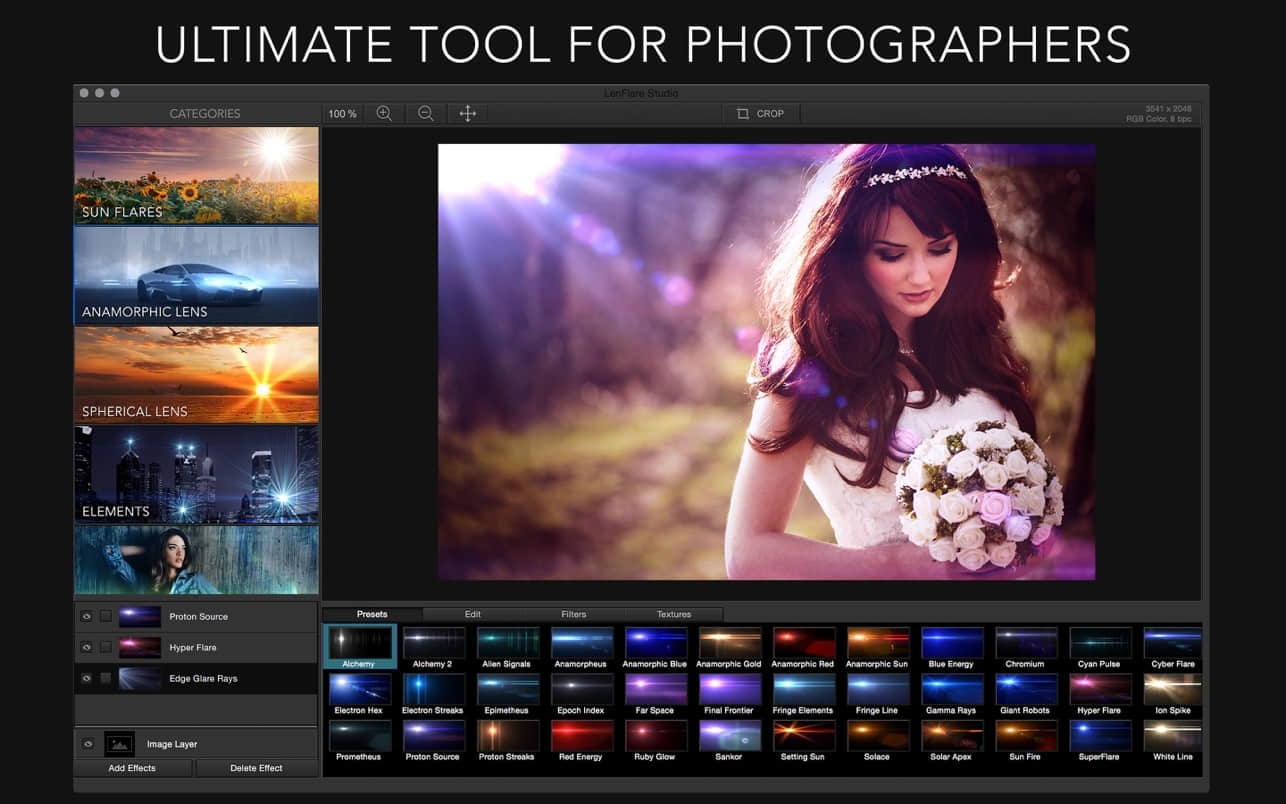 ULTIMATE TOOL FOR PHOTOGRAPHERS
LenFlare Studio
CATEGORIES
100 %
CROP
3541 x 2048
RGB Color, 8 bpc
SUN FLARES
ANAMORPHIC LENS
SPHERICAL LENS
ELEMENTS
Proton Source
Hyper Flare
Edge Glare Rays
Image Layer
Add Effects
Delete Effect
Presets
Edit
Filters
Textures
Alchemy
Alchemy 2
Alien Signals
Anamorpheus
Anamorphic Blue
Anamorphic Gold
Anamorphic Red
Anamorphic Sun
Blue Energy
Chromium
Cyan Pulse
Cyber Flare
Electron Hex
Electron Streaks
Epimetheus
Epoch Index
Far Space
Final Frontier
Fringe Elements
Fringe Line
Gamma Rays
Giant Robots
Hyper Flare
Ion Spike
Prometheus
Proton Source
Proton Streaks
Red Energy
Ruby Glow
Sankor
Setting Sun
Solace
Solar Apex
Sun Fire
SuperFlare
White Line